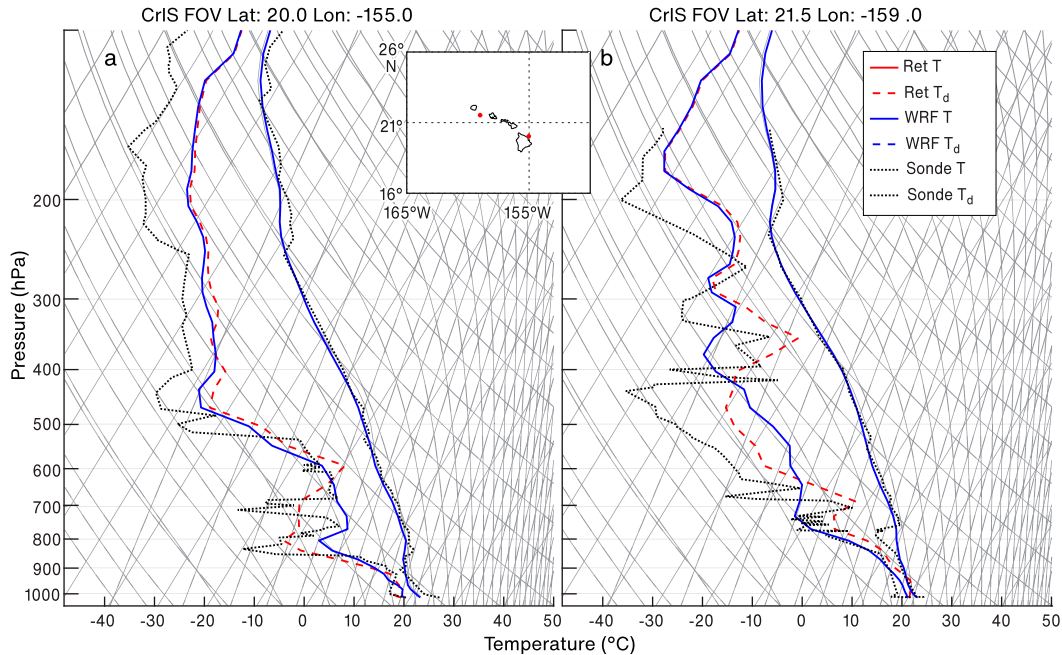 CrIS FOV Lat: 20.0 Lon: -155.0
CrIS FOV Lat: 21.5 Lon: -159 .0
a
b
26°
N
21°
16°
165°W
155°W
Ret T
Ret Td
WRF T
WRF Td
Sonde T
Sonde Td
Pressure (hPa)
200
300
400
500
600
700
800
900
1000
-40 -30 -20 -10 0 10 20 30 40 50
-40 -30 -20 -10 0 10 20 30 40 50
Temperature (°C)